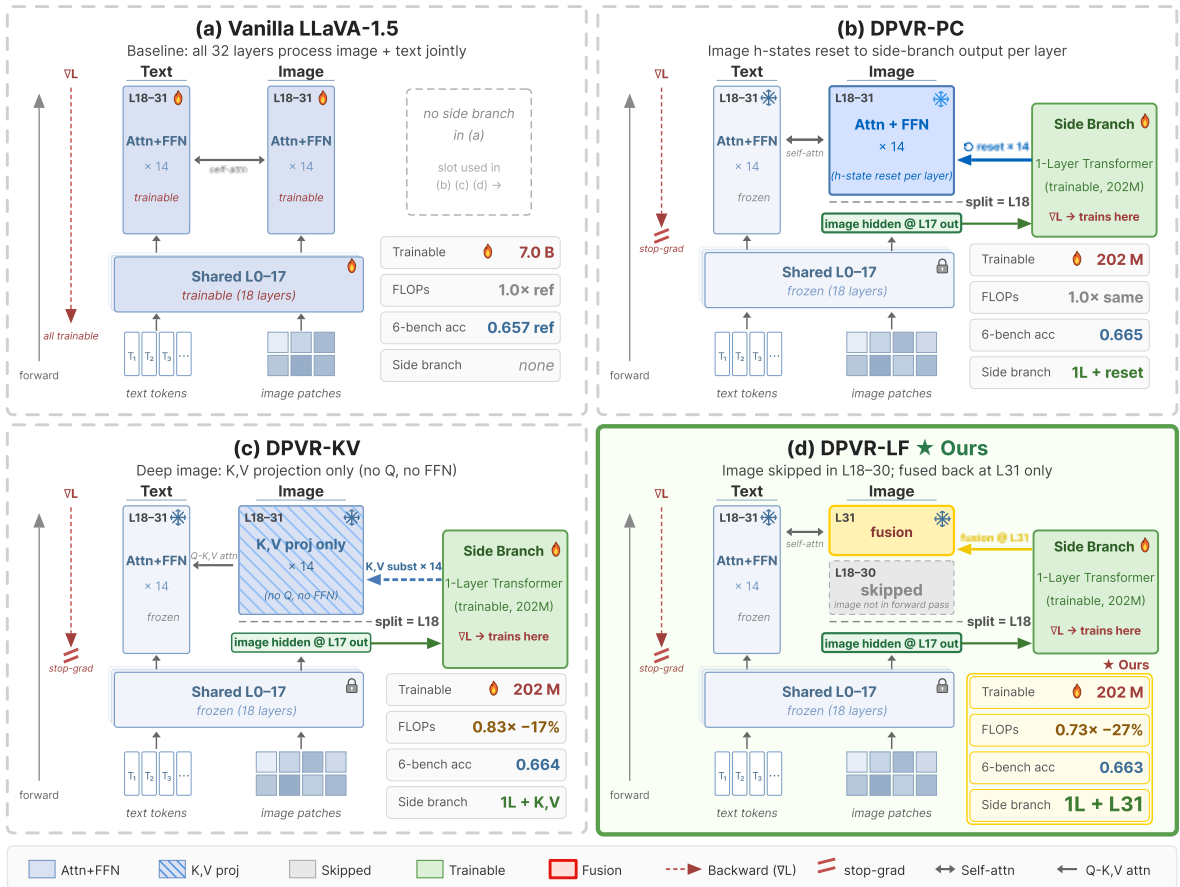 (a) Vanilla LLaVA-1.5
Baseline: all 32 layers process image + text jointly
∇L
Text
Image
L18–31
Attn+FFN
× 14
trainable
self-attn
L18–31
Attn+FFN
× 14
trainable
no side branch
in (a)
slot used in
(b) (c) (d) →
Shared L0–17
trainable (18 layers)
all trainable
forward
T₁ T₂ T₃ ...
text tokens
image patches
Trainable 7.0 B
FLOPs 1.0× ref
6-bench acc 0.657 ref
Side branch none
(b) DPVR-PC
Image h-states reset to side-branch output per layer
∇L
Text
Image
L18–31
Attn+FFN
× 14
frozen
self-attn
L18–31
Attn + FFN
× 14
(h-state reset per layer)
reset × 14
Side Branch
1-Layer Transformer
(trainable, 202M)
∇L → trains here
split = L18
image hidden @ L17 out
stop-grad
Shared L0–17
frozen (18 layers)
forward
T₁ T₂ T₃ ...
text tokens
image patches
Trainable 202 M
FLOPs 1.0× same
6-bench acc 0.665
Side branch 1L + reset
(c) DPVR-KV
Deep image: K,V projection only (no Q, no FFN)
∇L
Text
Image
L18–31
Attn+FFN
× 14
frozen
Q-K,V attn
L18–31
K,V proj only
× 14
(no Q, no FFN)
K,V subst × 14
Side Branch
1-Layer Transformer
(trainable, 202M)
∇L → trains here
split = L18
image hidden @ L17 out
stop-grad
Shared L0–17
frozen (18 layers)
forward
T₁ T₂ T₃ ...
text tokens
image patches
Trainable 202 M
FLOPs 0.83× −17%
6-bench acc 0.664
Side branch 1L + K,V
(d) DPVR-LF ★ Ours
Image skipped in L18–30; fused back at L31 only
∇L
Text
Image
L18–31
Attn+FFN
× 14
frozen
self-attn
L31
fusion
L18–30
skipped
image not in forward pass
fusion @ L31
Side Branch
1-Layer Transformer
(trainable, 202M)
∇L → trains here
split = L18
image hidden @ L17 out
stop-grad
★ Ours
Shared L0–17
frozen (18 layers)
forward
T₁ T₂ T₃ ...
text tokens
image patches
Trainable 202 M
FLOPs 0.73× −27%
6-bench acc 0.663
Side branch 1L + L31
Attn+FFN
K,V proj
Skipped
Trainable
Fusion
Backward (∇L)
stop-grad
Self-attn
Q-K,V attn